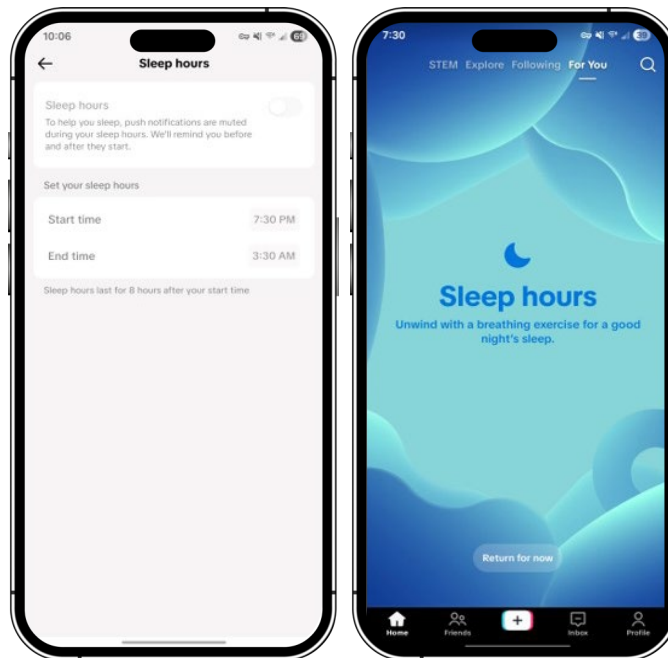 10:06
69
Sleep hours
Sleep hours
To help you sleep, push notifications are muted
during your sleep hours. We'll remind you before
and after they start.
Set your sleep hours
Start time 7:30 PM
End time 3:30 AM
Sleep hours last for 8 hours after your start time
7:30
39
STEM Explore Following For You
Sleep hours
Unwind with a breathing exercise for a good
night's sleep.
Return for now
Home Friends Inbox Profile